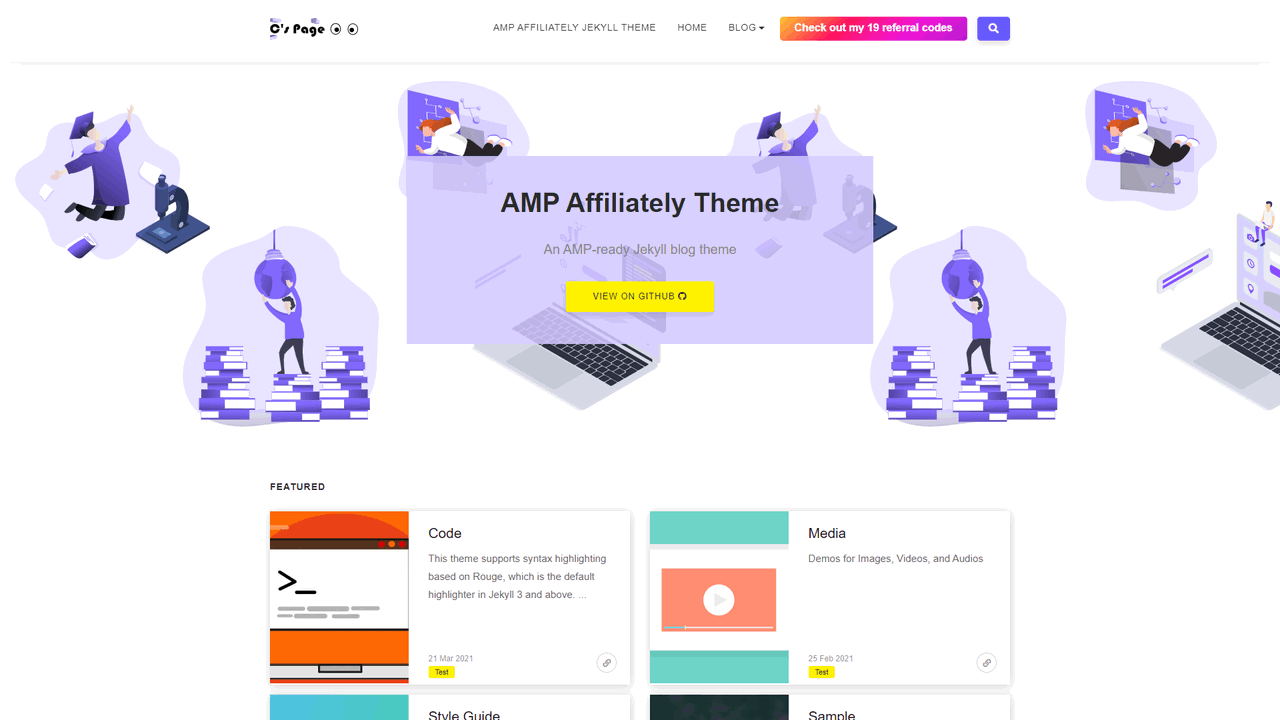 C's Page
AMP AFFILIATELY JEKYLL THEME
HOME
BLOG
Check out my 19 referral codes
AMP Affiliately Theme
An AMP-ready Jekyll blog theme
VIEW ON GITHUB
FEATURED
Code
This theme supports syntax highlighting
based on Rouge, which is the default
highlighter in Jekyll 3 and above. ...
21 Mar 2021
Test
Media
Demos for Images, Videos, and Audios
25 Feb 2021
Test
Style Guide
Sample